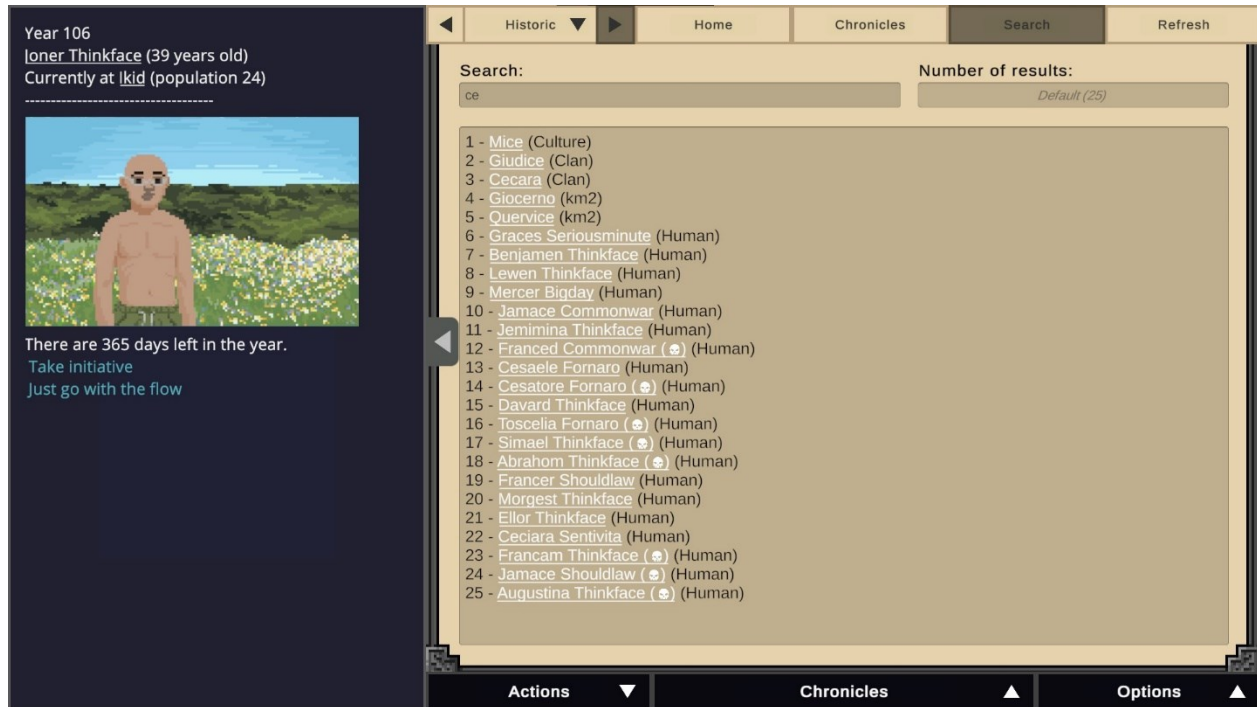 Year 106
Joner Thinkface (39 years old)
Currently at Ikid (population 24)
------------------------------------
There are 365 days left in the year.
Take initiative
Just go with the flow
Historic
Home
Chronicles
Search
Refresh
Search:
Number of results:
ce
Default (25)
1 - Mice (Culture)
2 - Giudice (Clan)
3 - Cecara (Clan)
4 - Giocerno (km2)
5 - Quervice (km2)
6 - Graces Seriousminute (Human)
7 - Benjamen Thinkface (Human)
8 - Lewen Thinkface (Human)
9 - Mercer Bigday (Human)
10 - Jamace Commonwar (Human)
11 - Jemimina Thinkface (Human)
12 - Franced Commonwar (💀) (Human)
13 - Cesaele Fornaro (Human)
14 - Cesatore Fornaro (💀) (Human)
15 - Davard Thinkface (Human)
16 - Toscelia Fornaro (💀) (Human)
17 - Simael Thinkface (💀) (Human)
18 - Abrahom Thinkface (💀) (Human)
19 - Francer Shouldlaw (Human)
20 - Morgest Thinkface (Human)
21 - Ellor Thinkface (Human)
22 - Ceciara Sentivita (Human)
23 - Francam Thinkface (💀) (Human)
24 - Jamace Shouldlaw (💀) (Human)
25 - Augustina Thinkface (💀) (Human)
Actions
Chronicles
Options